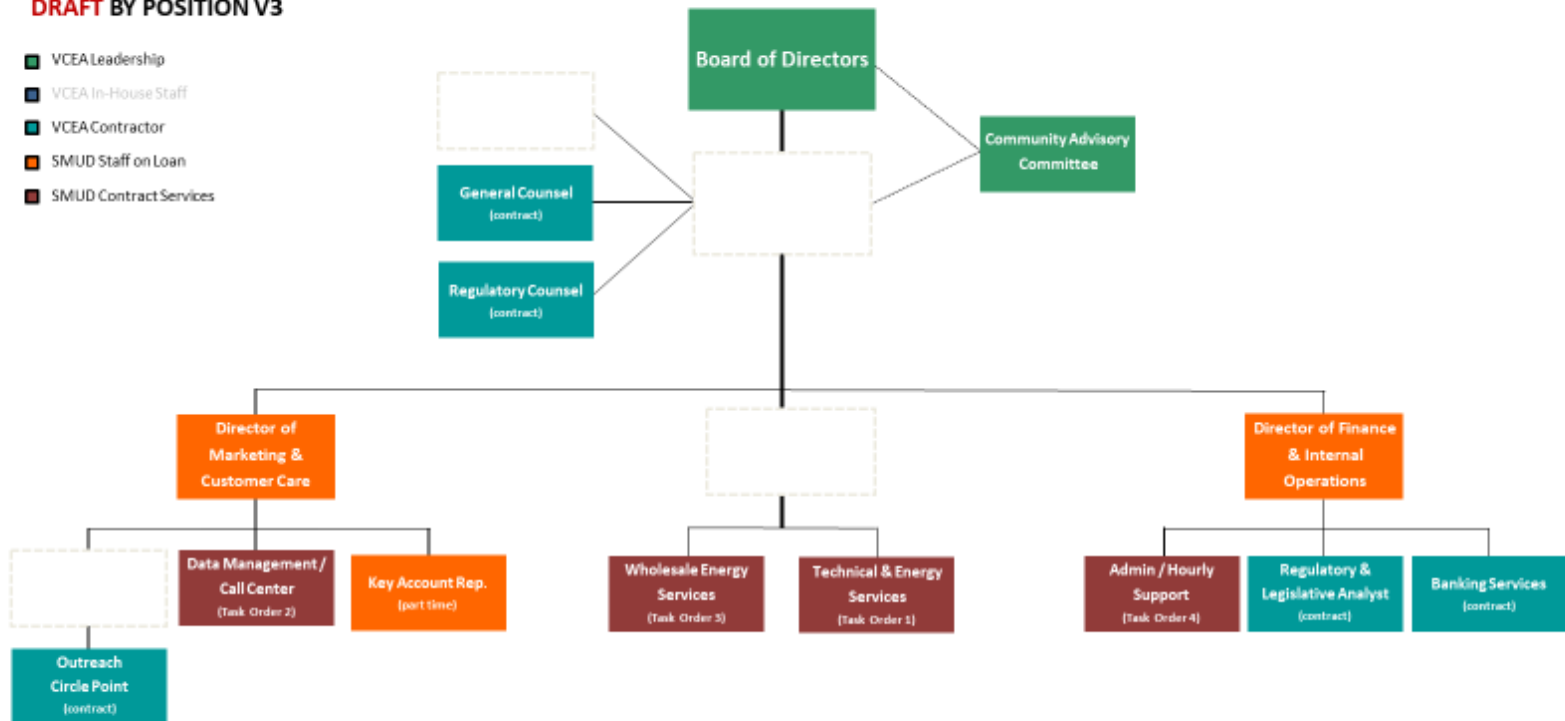 DRAFT BY POSITION V3
VCEA Leadership
VCEA In-House Staff
VCEA Contractor
SMUD Staff on Loan
SMUD Contract Services
Board of Directors
Community Advisory
Committee
General Counsel
(contract)
Regulatory Counsel
(contract)
Director of
Marketing &
Customer Care
Director of Finance
& Internal
Operations
Data Management /
Call Center
(Task Order 2)
Key Account Rep.
(part time)
Wholesale Energy
Services
(Task Order 3)
Technical & Energy
Services
(Task Order 1)
Admin / Hourly
Support
(Task Order 4)
Regulatory &
Legislative Analyst
(contract)
Banking Services
(contract)
Outreach
Circle Point
(contract)